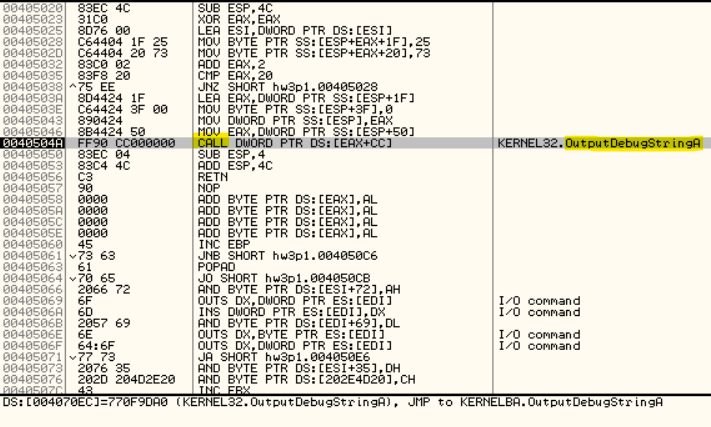 00405020 83EC 4C SUB ESP,4C
00405023 31C0 XOR EAX,EAX
00405025 8D76 00 LEA ESI,DWORD PTR DS:[ESI]
00405028 C64404 1F 25 MOV BYTE PTR SS:[ESP+EAX+1F],25
0040502D C64404 20 73 MOV BYTE PTR SS:[ESP+EAX+20],73
00405032 83C0 02 ADD EAX,2
00405035 83F8 20 CMP EAX,20
00405038 ^75 EE JNZ SHORT hw3p1.00405028
0040503A 8D4424 1F LEA EAX,DWORD PTR SS:[ESP+1F]
0040503E C64424 3F 00 MOV BYTE PTR SS:[ESP+3F],0
00405043 890424 MOV DWORD PTR SS:[ESP],EAX
00405046 8B4424 50 MOV EAX,DWORD PTR SS:[ESP+50]
0040504A FF90 CC000000 CALL DWORD PTR DS:[EAX+CC] KERNEL32.OutputDebugStringA
00405050 83EC 04 SUB ESP,4
00405053 83C4 4C ADD ESP,4C
00405056 C3 RETN
00405057 90 NOP
00405058 0000 ADD BYTE PTR DS:[EAX],AL
0040505A 0000 ADD BYTE PTR DS:[EAX],AL
0040505C 0000 ADD BYTE PTR DS:[EAX],AL
0040505E 0000 ADD BYTE PTR DS:[EAX],AL
00405060 45 INC EBP
00405061 ˅73 63 JNB SHORT hw3p1.004050C6
00405063 61 POPAD
00405064 ˅70 65 JO SHORT hw3p1.004050CB
00405066 2066 72 AND BYTE PTR DS:[ESI+72],AH
00405069 6F OUTS DX,DWORD PTR ES:[EDI] I/O command
0040506A 6D INS DWORD PTR ES:[EDI],DX I/O command
0040506B 2057 69 AND BYTE PTR DS:[EDI+69],DL
0040506E 6E OUTS DX,BYTE PTR ES:[EDI] I/O command
0040506F 64:6F OUTS DX,DWORD PTR ES:[EDI] I/O command
00405071 ˅77 73 JA SHORT hw3p1.004050E6
00405073 2076 35 AND BYTE PTR DS:[ESI+35],DH
00405076 202D 204D2E20 AND BYTE PTR DS:[202E4D20],CH
0040507C 43 INC EBX
DS:[004070EC]=770F9DA0 (KERNEL32.OutputDebugStringA), JMP to KERNELBA.OutputDebugStringA